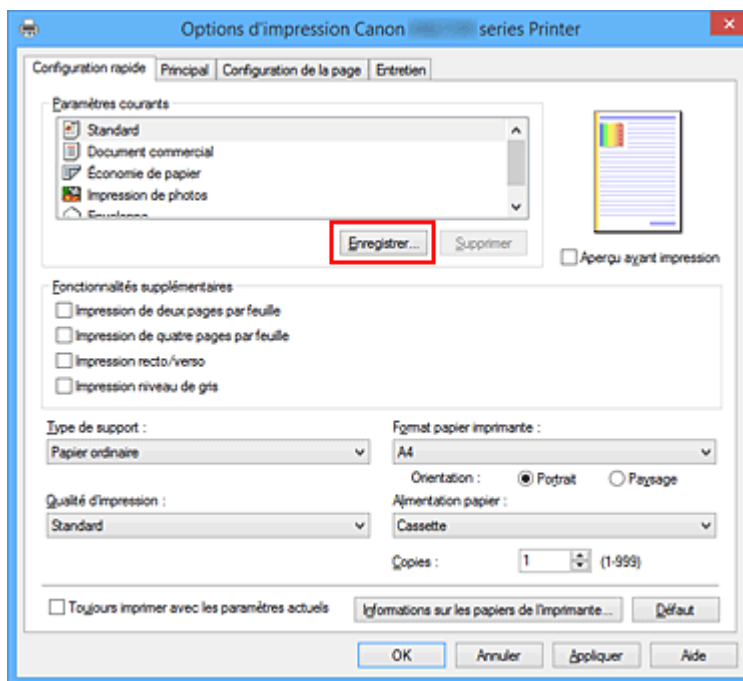 Options d'impression Canon series Printer
Configuration rapide Principal Configuration de la page Entretien
Paramètres courants
Standard
Document commercial
Économie de papier
Impression de photos
Enveloppe
Enregistrer... Supprimer
Aperçu avant impression
Fonctionnalités supplémentaires
Impression de deux pages par feuille
Impression de quatre pages par feuille
Impression recto/verso
Impression niveau de gris
Type de support : Format papier imprimante :
Papier ordinaire A4
Orientation : Portrait Paysage
Qualité d'impression : Alimentation papier :
Standard Cassette
Copies : 1 (1-999)
Toujours imprimer avec les paramètres actuels Informations sur les papiers de l'imprimante... Défaut
OK Annuler Appliquer Aide